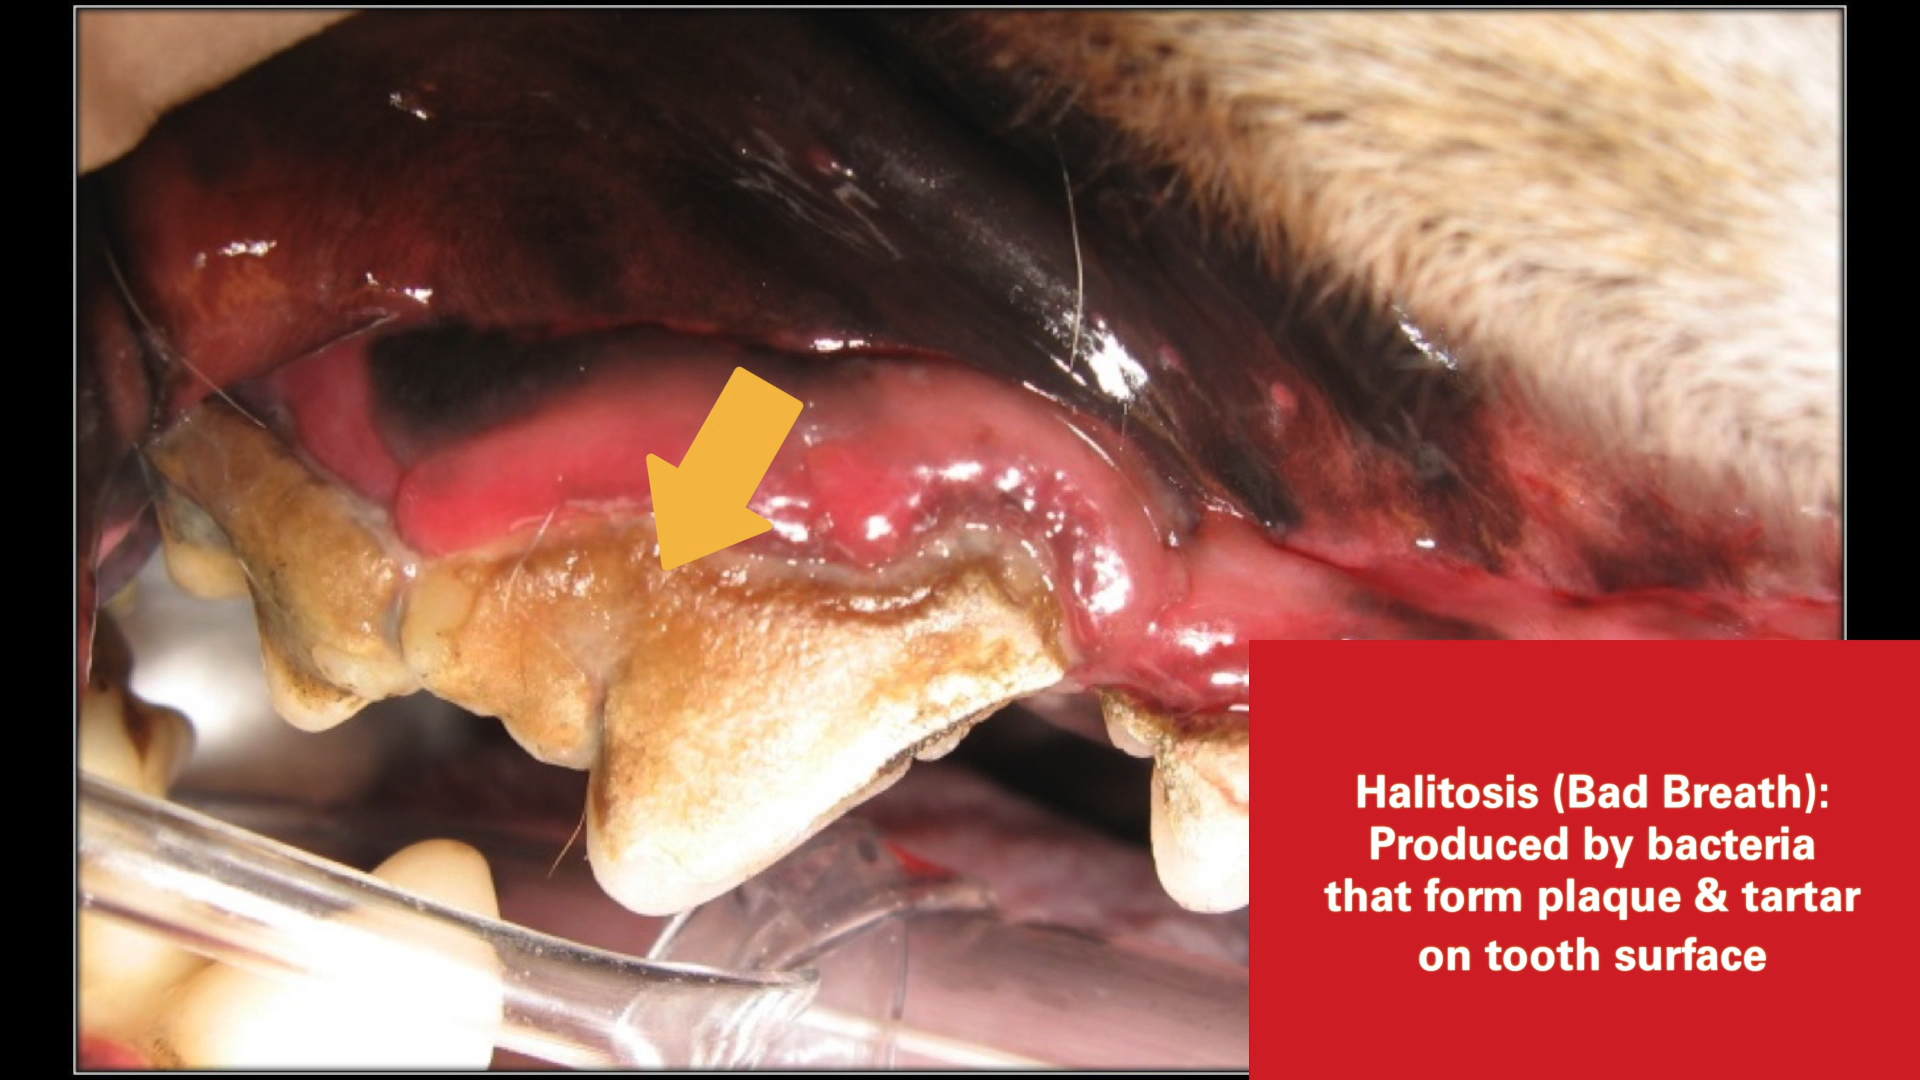 Halitosis (Bad Breath):
Produced by bacteria
that form plaque & tartar
on tooth surface